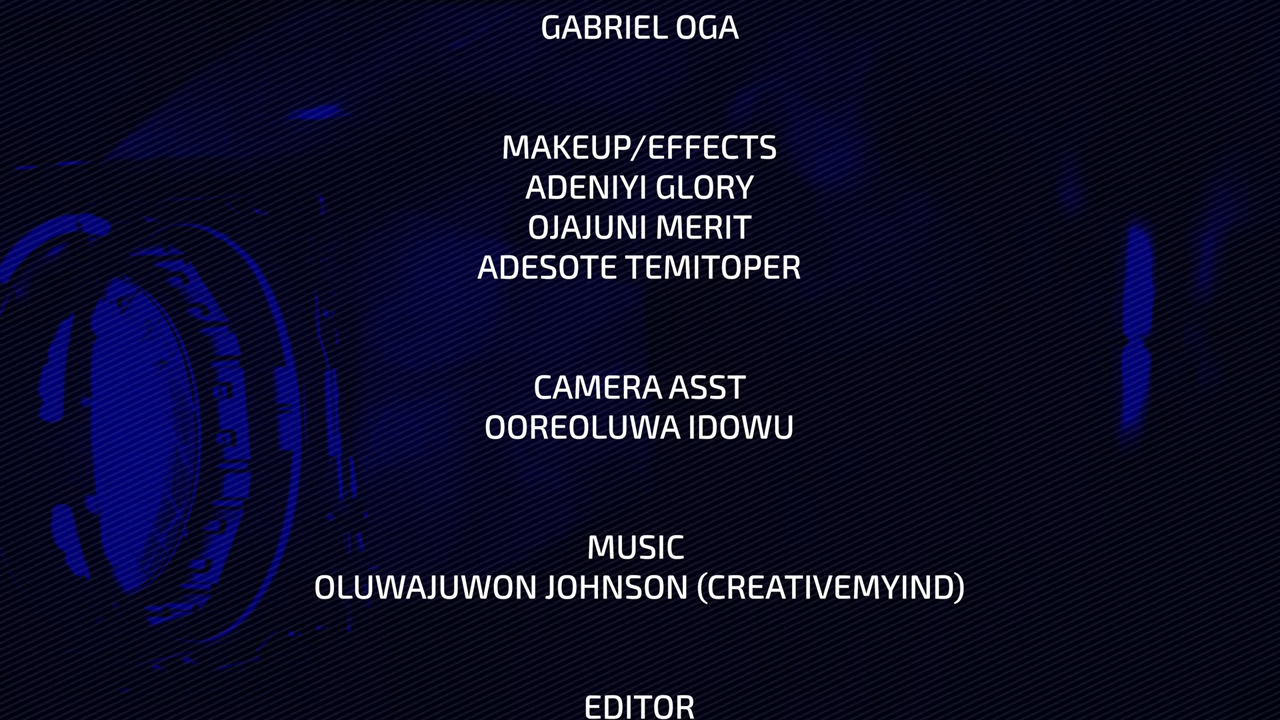 GABRIEL OGA
MAKEUP/EFFECTS
ADENIYI GLORY
OJAJUNI MERIT
ADESOTE TEMITOPER
CAMERA ASST
OOREOLUWA IDOWU
MUSIC
OLUWAJUWON JOHNSON (CREATIVEMYIND)
EDITOR